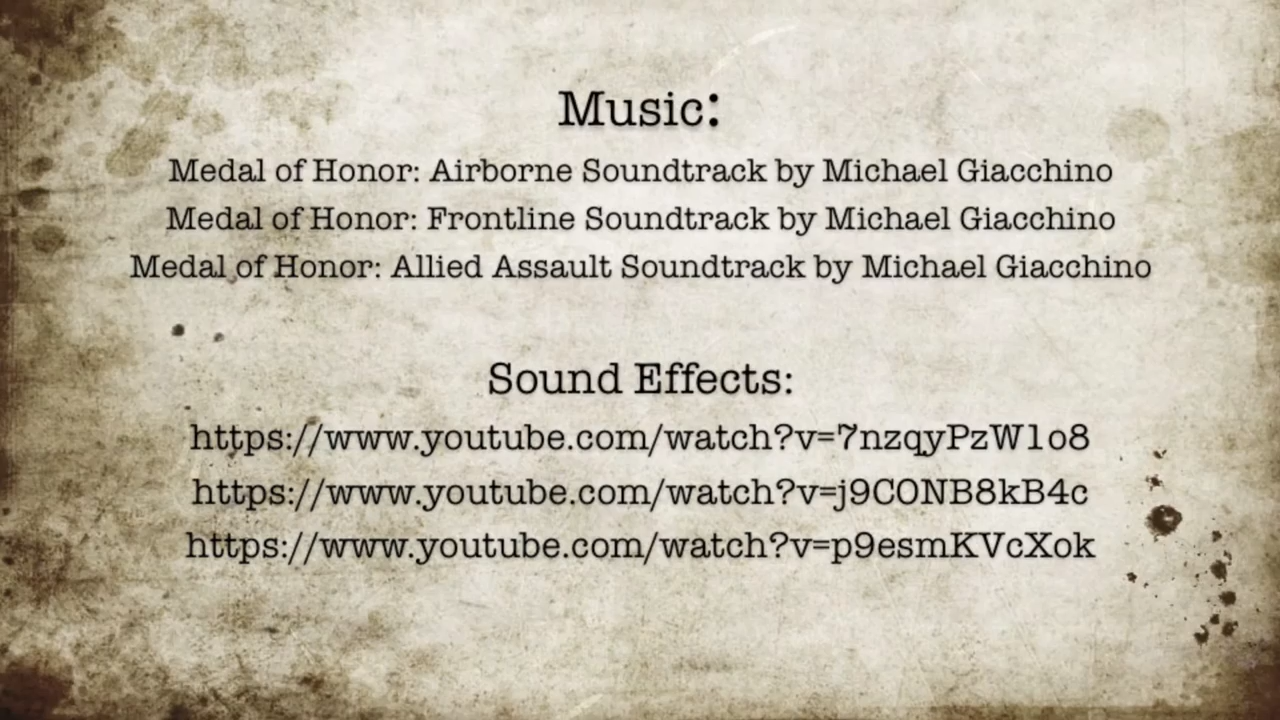 Music:
Medal of Honor: Airborne Soundtrack by Michael Giacchino
Medal of Honor: Frontline Soundtrack by Michael Giacchino
Medal of Honor: Allied Assault Soundtrack by Michael Giacchino
Sound Effects:
https://www.youtube.com/watch?v=7nzqyPzW1o8
https://www.youtube.com/watch?v=j9CONB8kB4c
https://www.youtube.com/watch?v=p9esmKVcXok